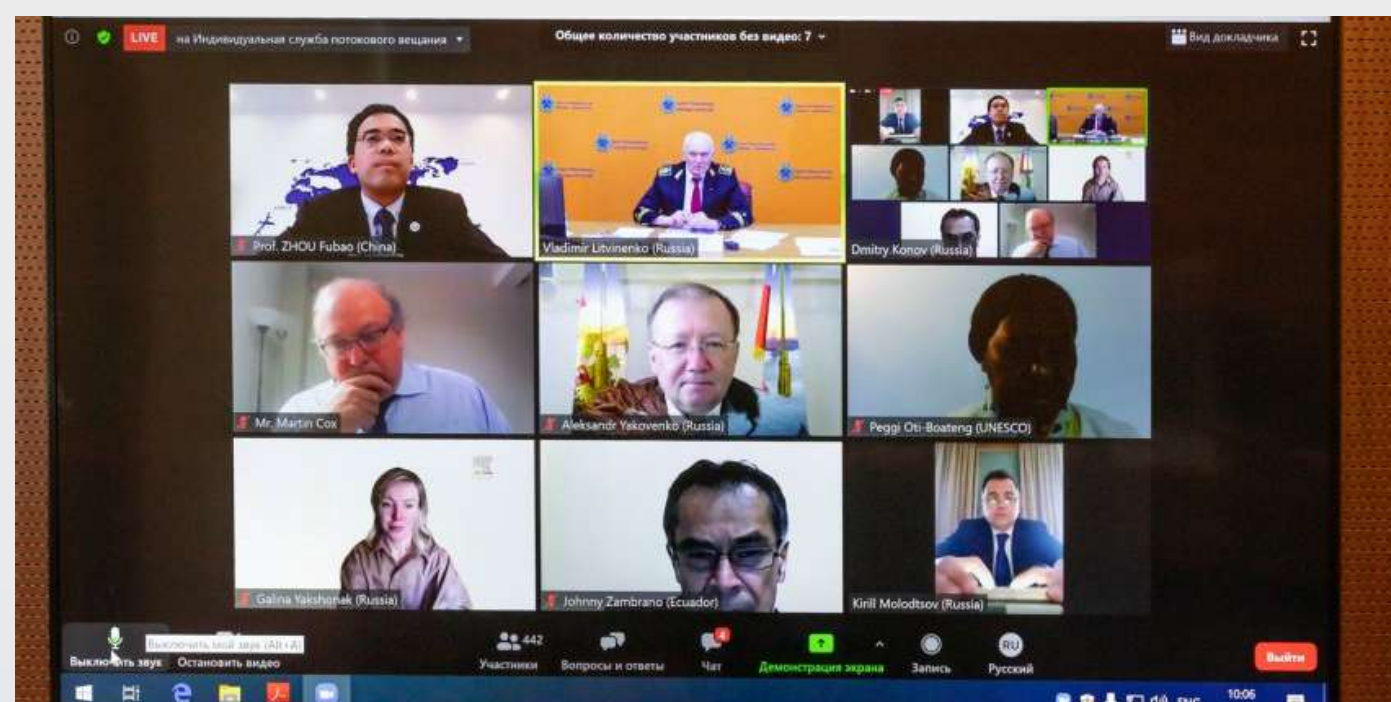 LIVE
на Индивидуальная служба потокового вещания
Общее количество участников без видео: 7
Вид докладчика
Prof. ZHOU Fubao (China)
Vladimir Litvinenko (Russia)
Dmitry Konov (Russia)
Mr. Martin Cox
Aleksandr Yakovenko (Russia)
Peggi Oti-Boateng (UNESCO)
Galina Yakshonak (Russia)
Johnny Zambrano (Ecuador)
Kirill Molodtsov (Russia)
Выключить мой звук (Alt+A)
442
4
RU
Выключить звук
Остановить видео
Участники
Вопросы и ответы
Чат
Демонстрация экрана
Запись
Русский
Выйти
ENG
10:06